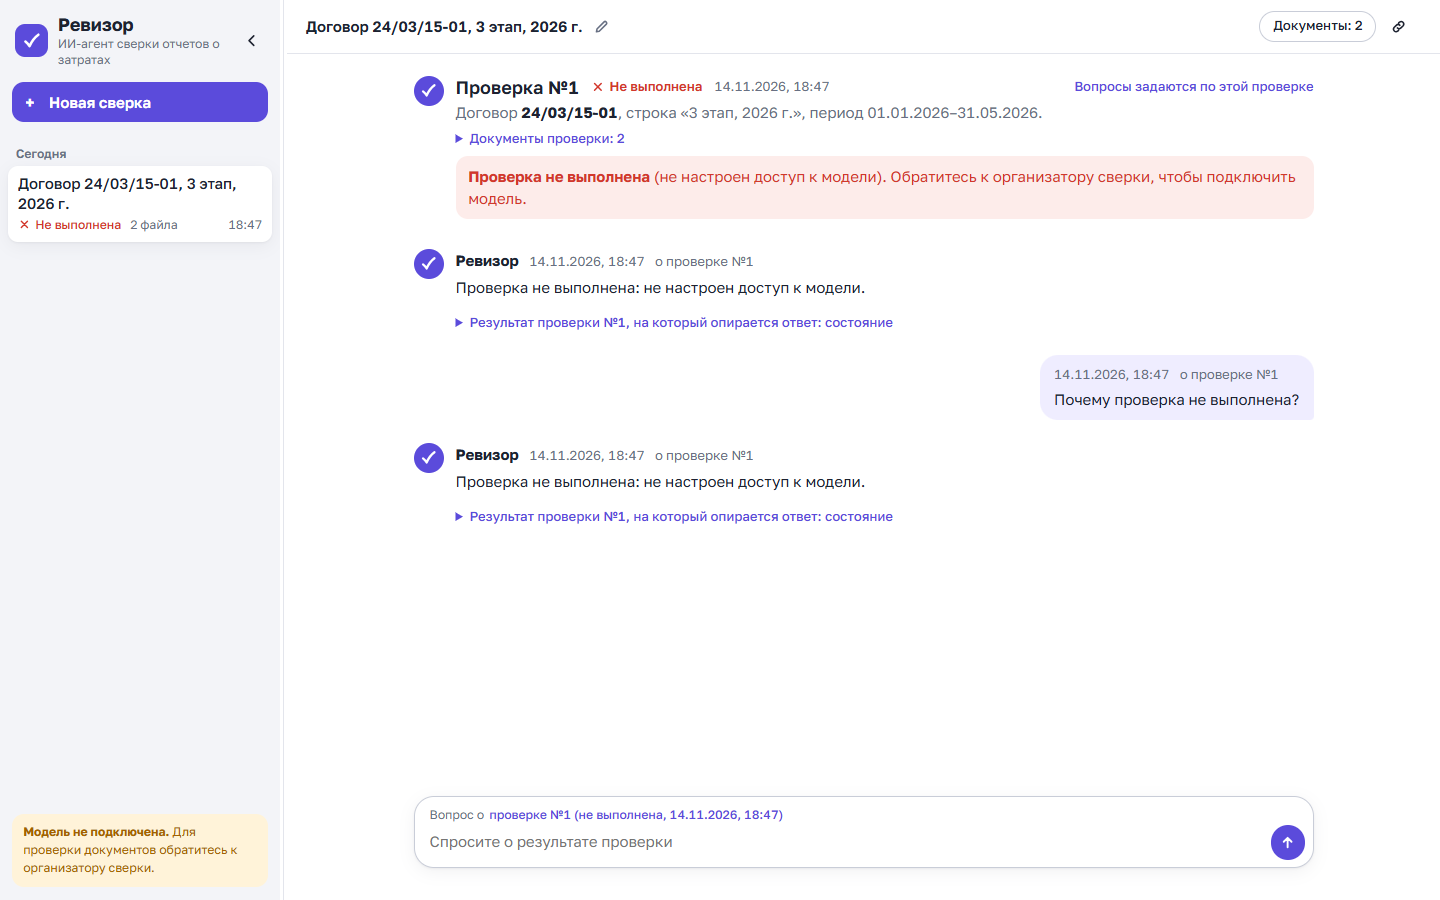 Ревизор
ИИ-агент сверки отчетов о
затратах
+ Новая сверка
Сегодня
Договор 24/03/15-01, 3 этап,
2026 г.
Не выполнена 2 файла 18:47
Модель не подключена. Для
проверки документов обратитесь к
организатору сверки.
Договор 24/03/15-01, 3 этап, 2026 г.
Документы: 2
Проверка №1 Не выполнена 14.11.2026, 18:47 Вопросы задаются по этой проверке
Договор 24/03/15-01, строка «3 этап, 2026 г.», период 01.01.2026–31.05.2026.
Документы проверки: 2
Проверка не выполнена (не настроен доступ к модели). Обратитесь к организатору сверки, чтобы подключить
модель.
Ревизор 14.11.2026, 18:47 о проверке №1
Проверка не выполнена: не настроен доступ к модели.
Результат проверки №1, на который опирается ответ: состояние
14.11.2026, 18:47 о проверке №1
Почему проверка не выполнена?
Ревизор 14.11.2026, 18:47 о проверке №1
Проверка не выполнена: не настроен доступ к модели.
Результат проверки №1, на который опирается ответ: состояние
Вопрос о проверке №1 (не выполнена, 14.11.2026, 18:47)
Спросите о результате проверки